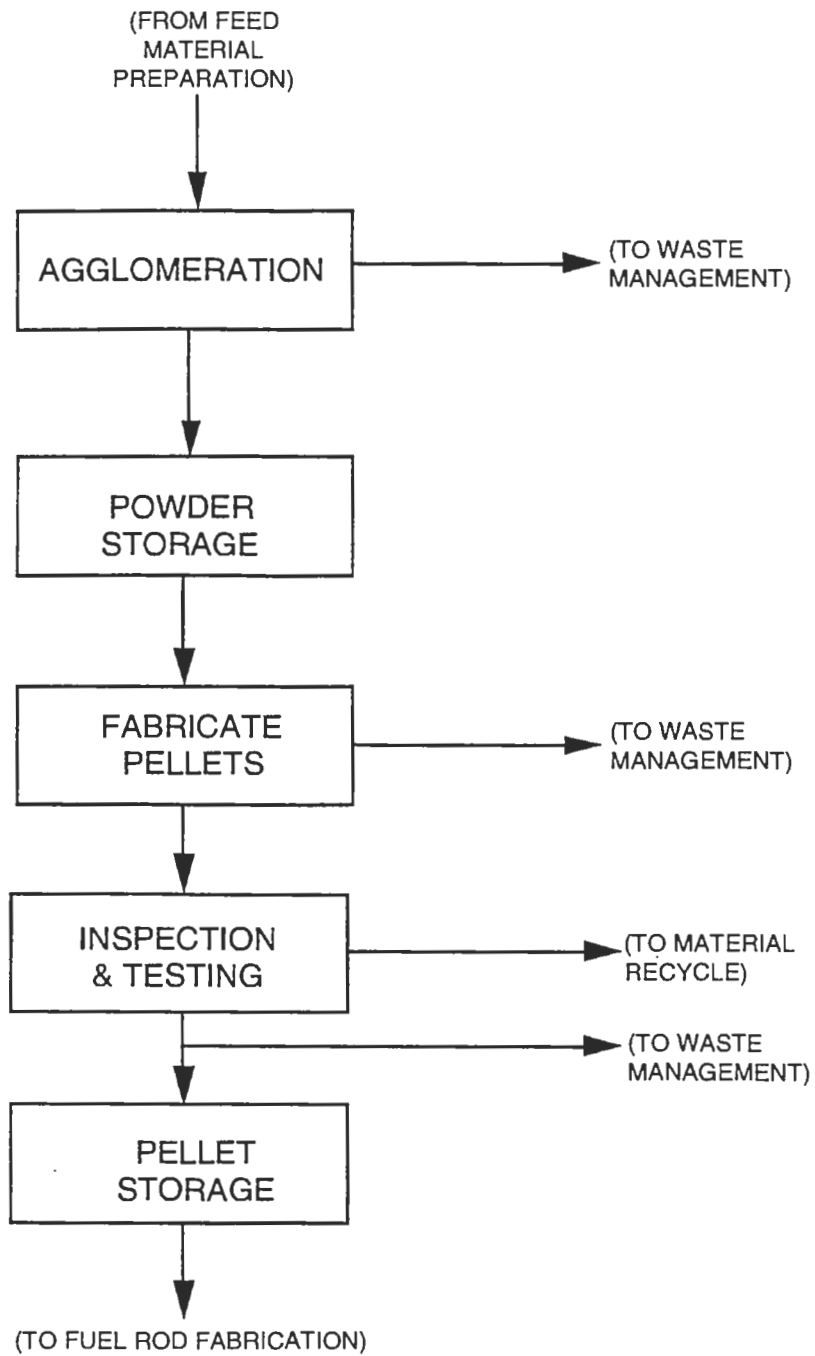 (FROM FEED
MATERIAL
PREPARATION)
AGGLOMERATION
(TO WASTE
MANAGEMENT)
POWDER
STORAGE
FABRICATE
PELLETS
(TO WASTE
MANAGEMENT)
INSPECTION
& TESTING
(TO MATERIAL
RECYCLE)
(TO WASTE
MANAGEMENT)
PELLET
STORAGE
(TO FUEL ROD FABRICATION)